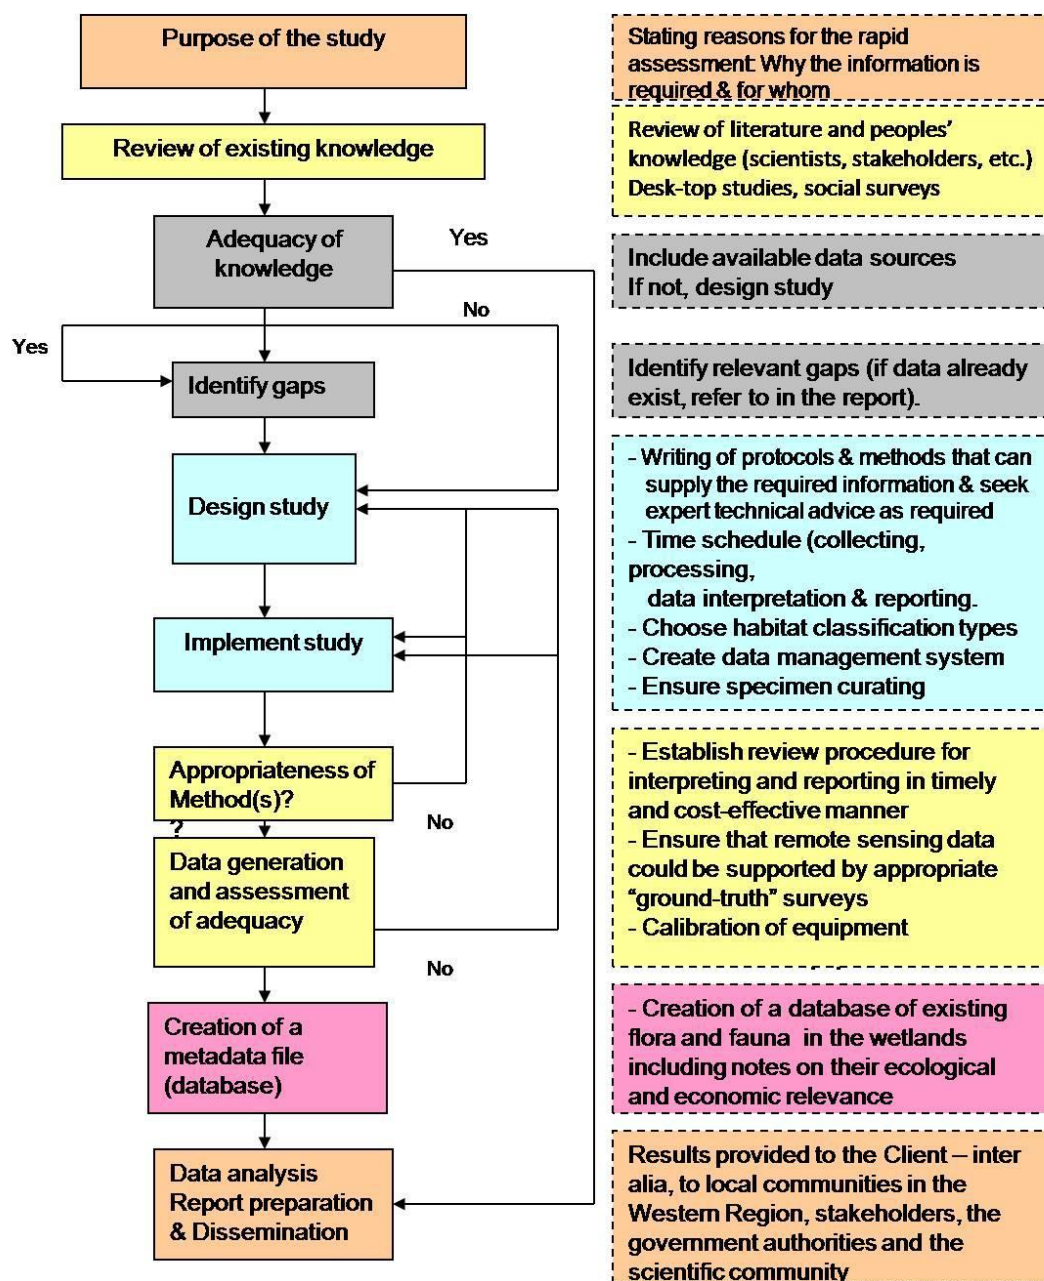 Purpose of the study
Stating reasons for the rapid
assessment: Why the information is
required & for whom
Review of existing knowledge
Review of literature and peoples’
knowledge (scientists, stakeholders, etc.)
Desk-top studies, social surveys
Adequacy of
knowledge
Yes
No
Include available data sources
If not, design study
Yes
Identify gaps
Identify relevant gaps (if data already
exist, refer to in the report).
Design study
Implement study
- Writing of protocols & methods that can
supply the required information & seek
expert technical advice as required
- Time schedule (collecting,
processing,
data interpretation & reporting.
- Choose habitat classification types
- Create data management system
- Ensure specimen curating
Appropriateness of
Method(s)?
?
No
Data generation
and assessment
of adequacy
No
- Establish review procedure for
interpreting and reporting in timely
and cost-effective manner
- Ensure that remote sensing data
could be supported by appropriate
“ground-truth” surveys
- Calibration of equipment
Creation of a
metadata file
(database)
- Creation of a database of existing
flora and fauna in the wetlands
including notes on their ecological
and economic relevance
Data analysis
Report preparation
& Dissemination
Results provided to the Client – inter
alia, to local communities in the
Western Region, stakeholders, the
government authorities and the
scientific community